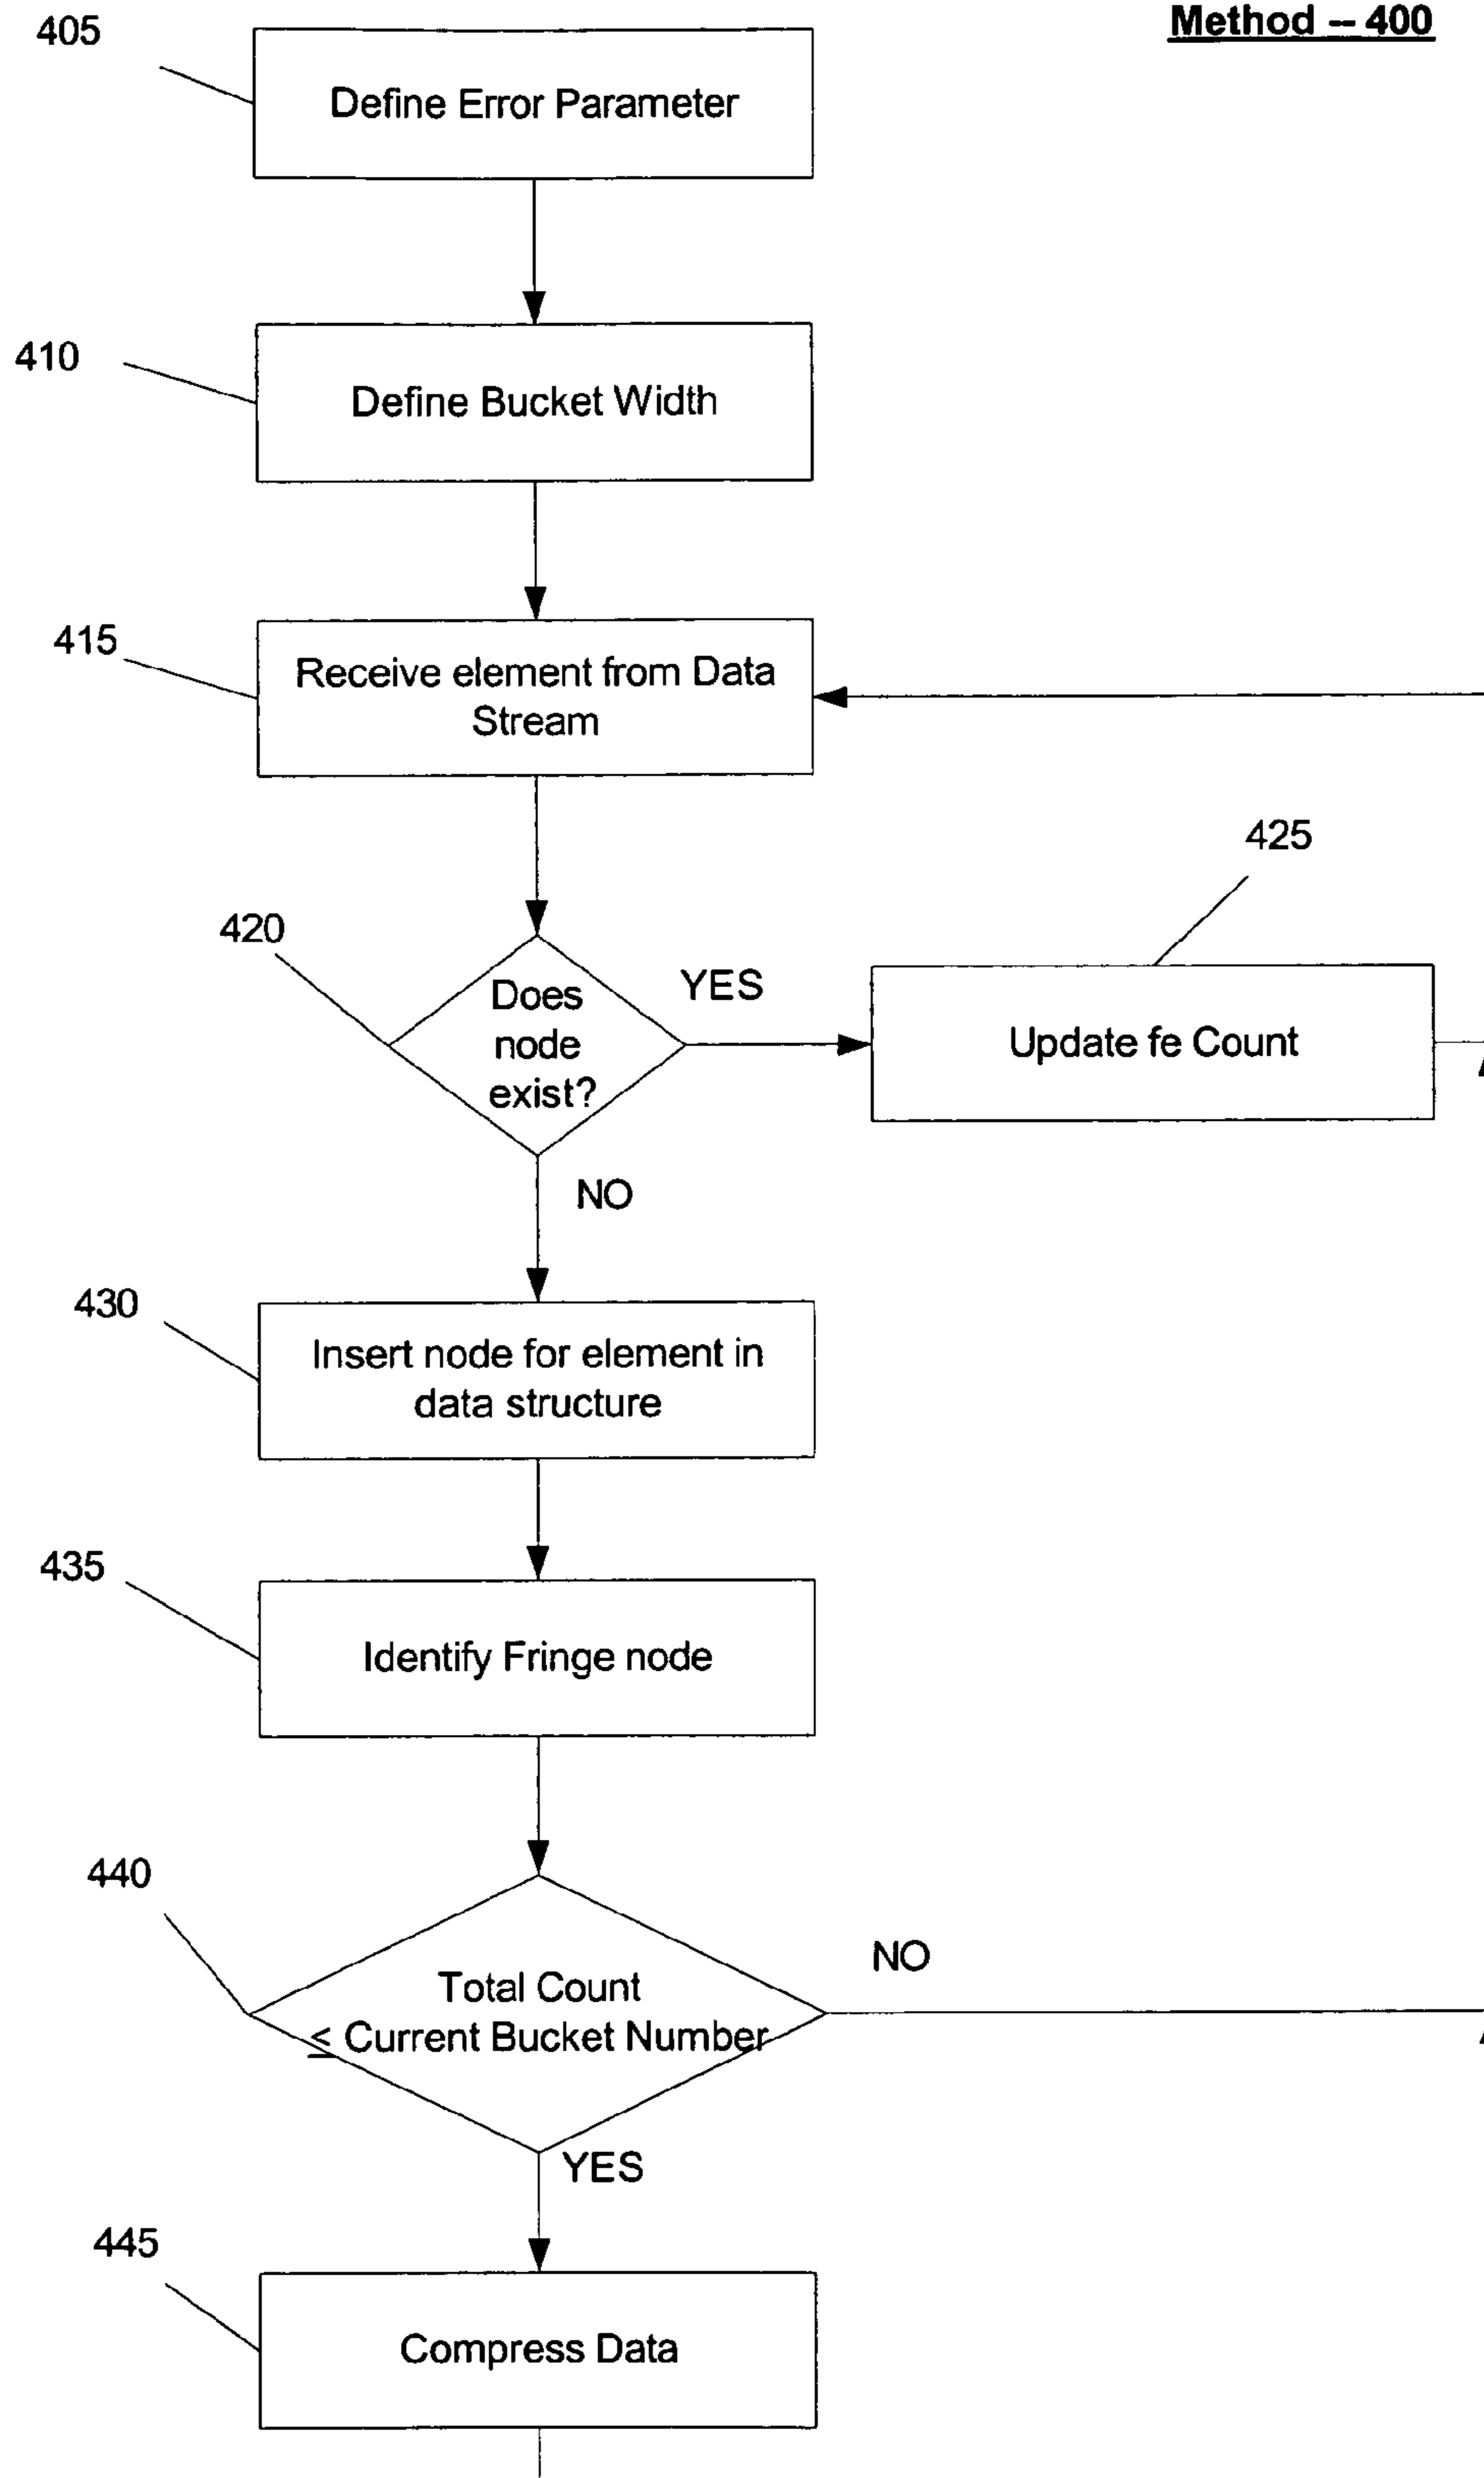 Method -- 400
405
Define Error Parameter
410
Define Bucket Width
415
Receive element from Data
Stream
425
420
Does
node
exist?
YES
Update fe Count
NO
430
Insert node for element in
data structure
435
Identify Fringe node
440
Total Count
≤ Current Bucket Number
NO
YES
445
Compress Data